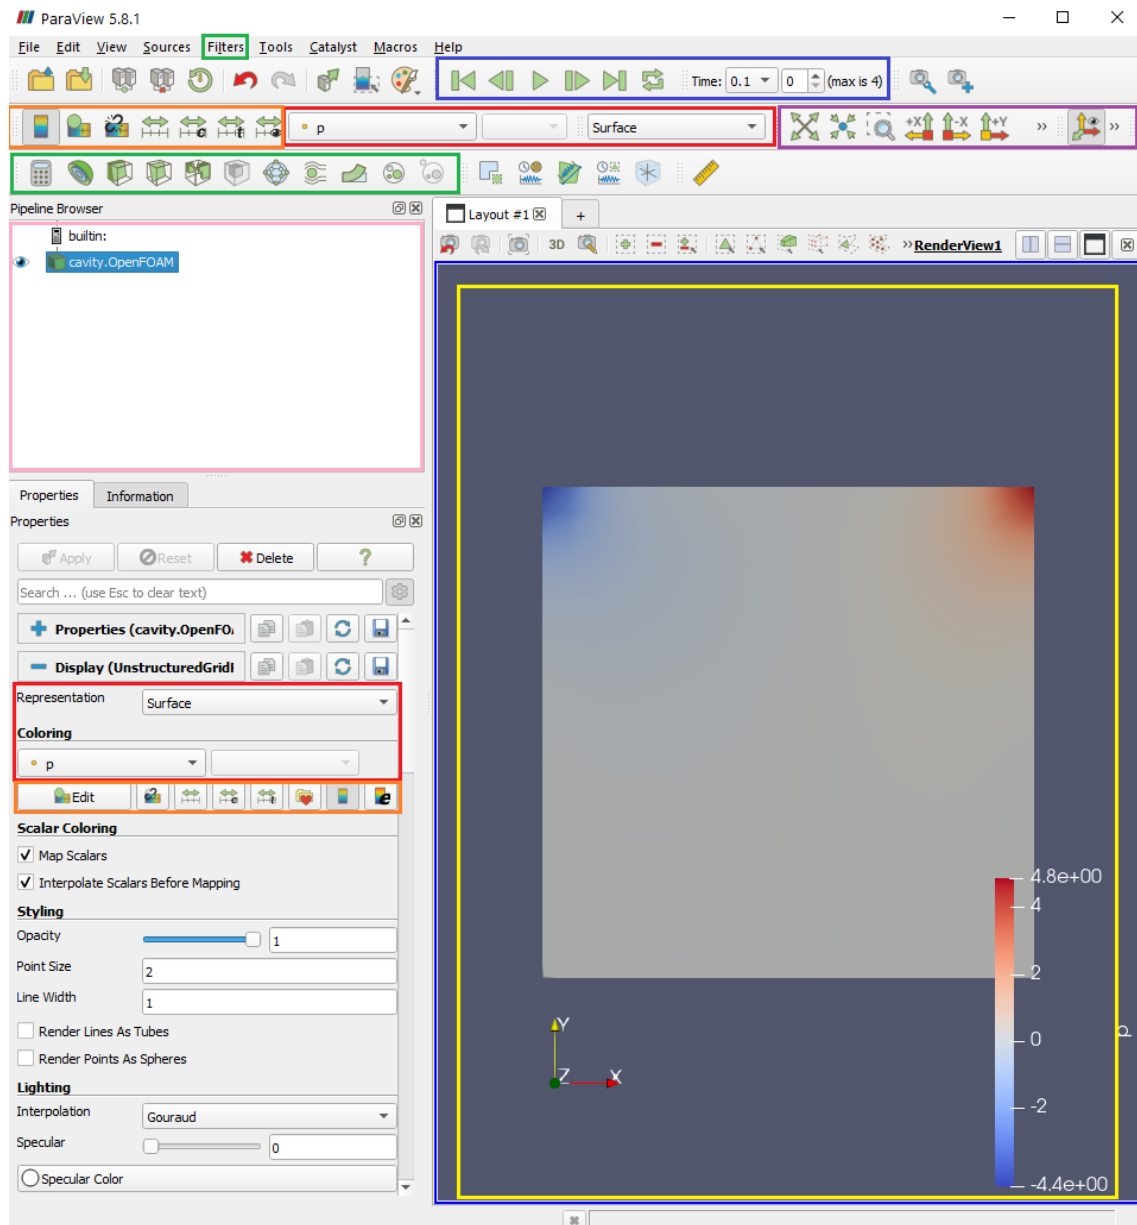 ParaView 5.8.1
File Edit View Sources Filters Tools Catalyst Macros Help
Time: 0.1 0 (max is 4)
p Surface +X -X +Y »  »
Pipeline Browser
Layout #1 +
builtin:
3D » RenderView1
cavity.OpenFOAM
Properties Information
Properties
Apply Reset Delete ?
Search ... (use Esc to clear text)
Properties (cavity.OpenFO
Display (UnstructuredGrid
Representation Surface
Coloring
p
Edit e
Scalar Coloring
Map Scalars
Interpolate Scalars Before Mapping
Styling
Opacity 1
Point Size 2
Line Width 1
Render Lines As Tubes
Render Points As Spheres
Lighting
Interpolation Gouraud
Specular 0
Specular Color
4.8e+00
4
2
0
-2
-4.4e+00
p
Y
Z X